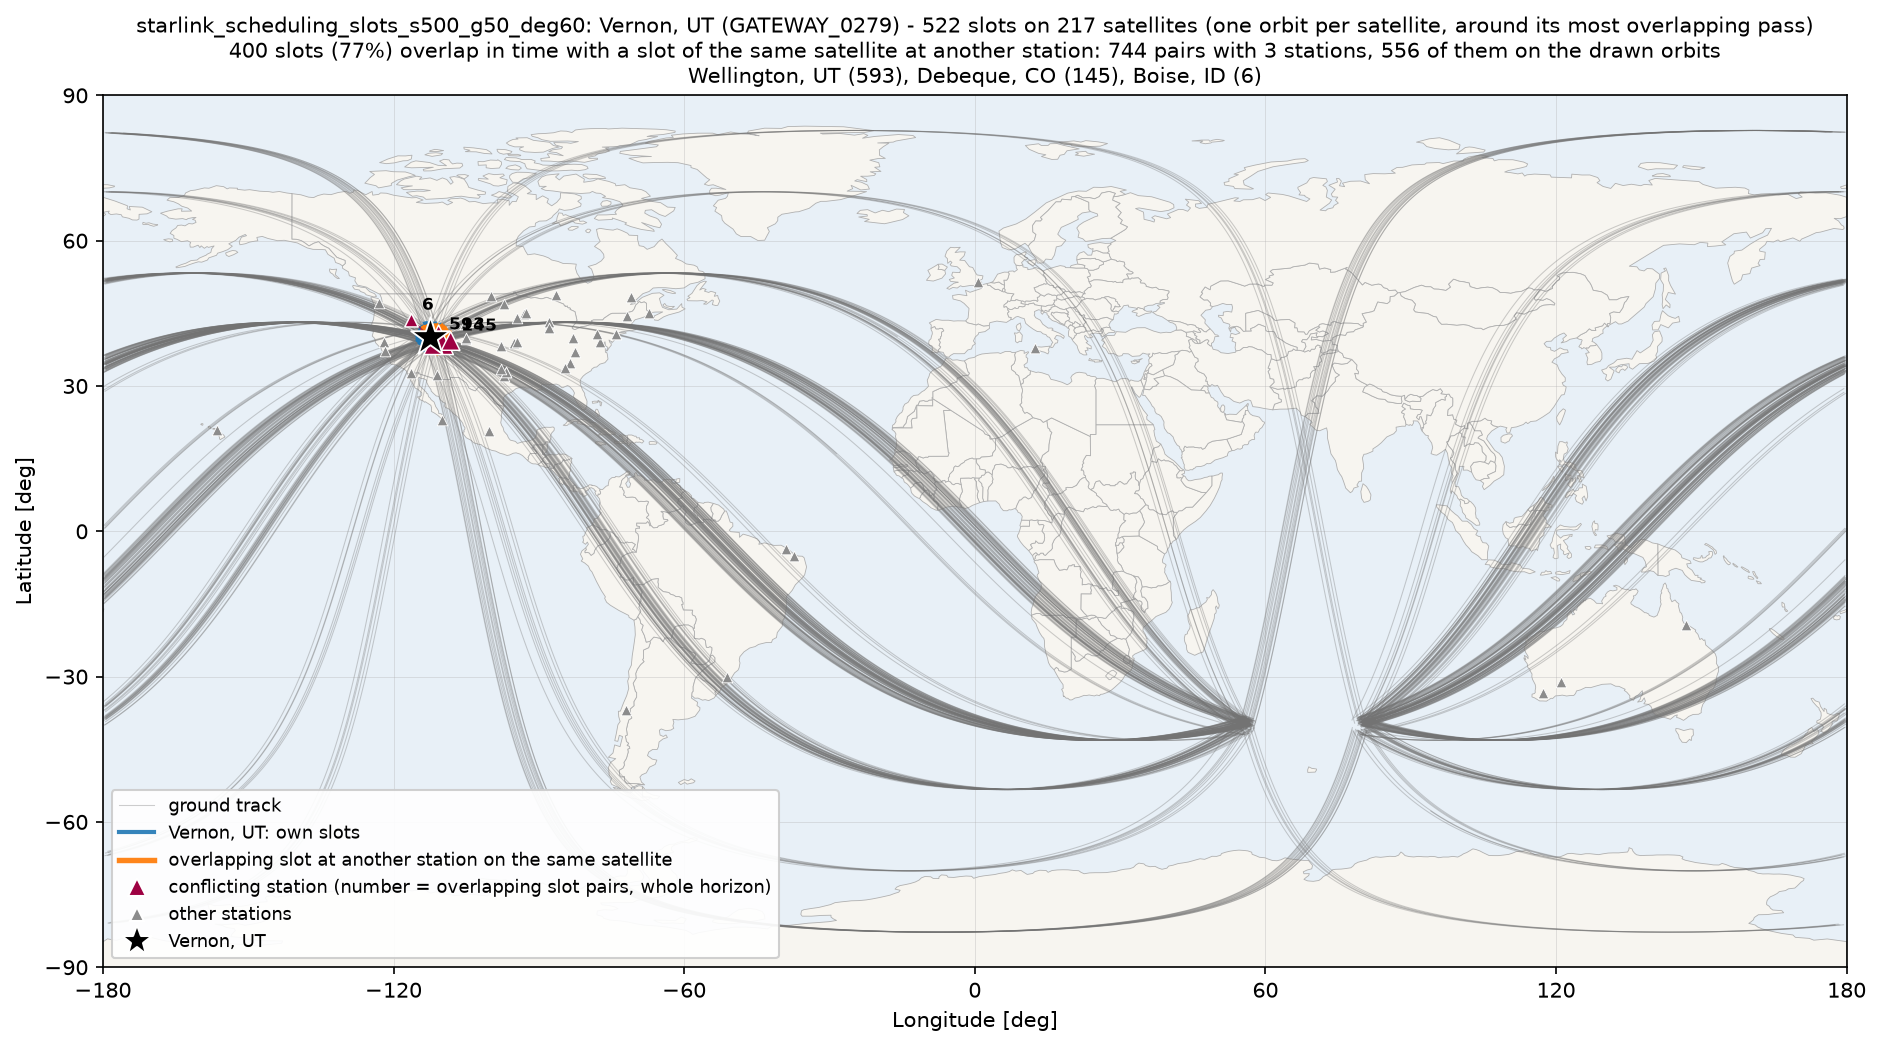 starlink_scheduling_slots_s500_g50_deg60: Vernon, UT (GATEWAY_0279) - 522 slots on 217 satellites (one orbit per satellite, around its most overlapping pass)
400 slots (77%) overlap in time with a slot of the same satellite at another station: 744 pairs with 3 stations, 556 of them on the drawn orbits
Wellington, UT (593), Debeque, CO (145), Boise, ID (6)
90
60
30
0
−30
−60
−90
Latitude [deg]
6
593
145
ground track
Vernon, UT: own slots
overlapping slot at another station on the same satellite
conflicting station (number = overlapping slot pairs, whole horizon)
other stations
Vernon, UT
−180
−120
−60
0
60
120
180
Longitude [deg]